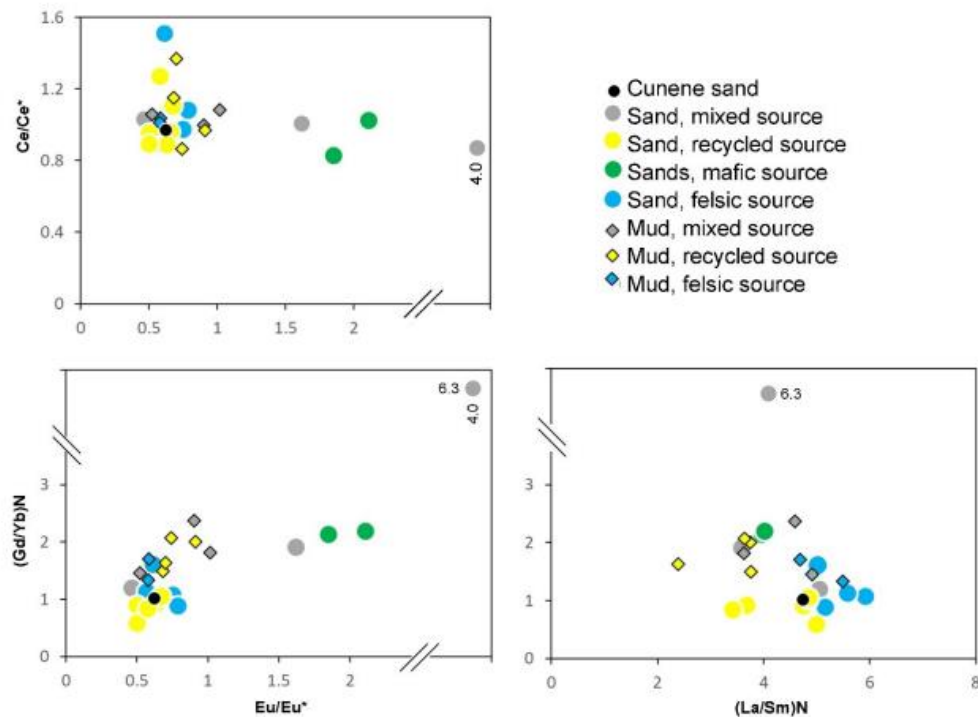 1.6
1.2
0.8
0.4
0
Ce/Ce*
0
0.5
1
1.5
2
4.0
Cunene sand
Sand, mixed source
Sand, recycled source
Sands, mafic source
Sand, felsic source
Mud, mixed source
Mud, recycled source
Mud, felsic source
6.3
4.0
3
2
1
0
(Gd/Yb)N
0
0.5
1
1.5
2
Eu/Eu*
6.3
3
2
1
0
0
2
4
6
8
(La/Sm)N